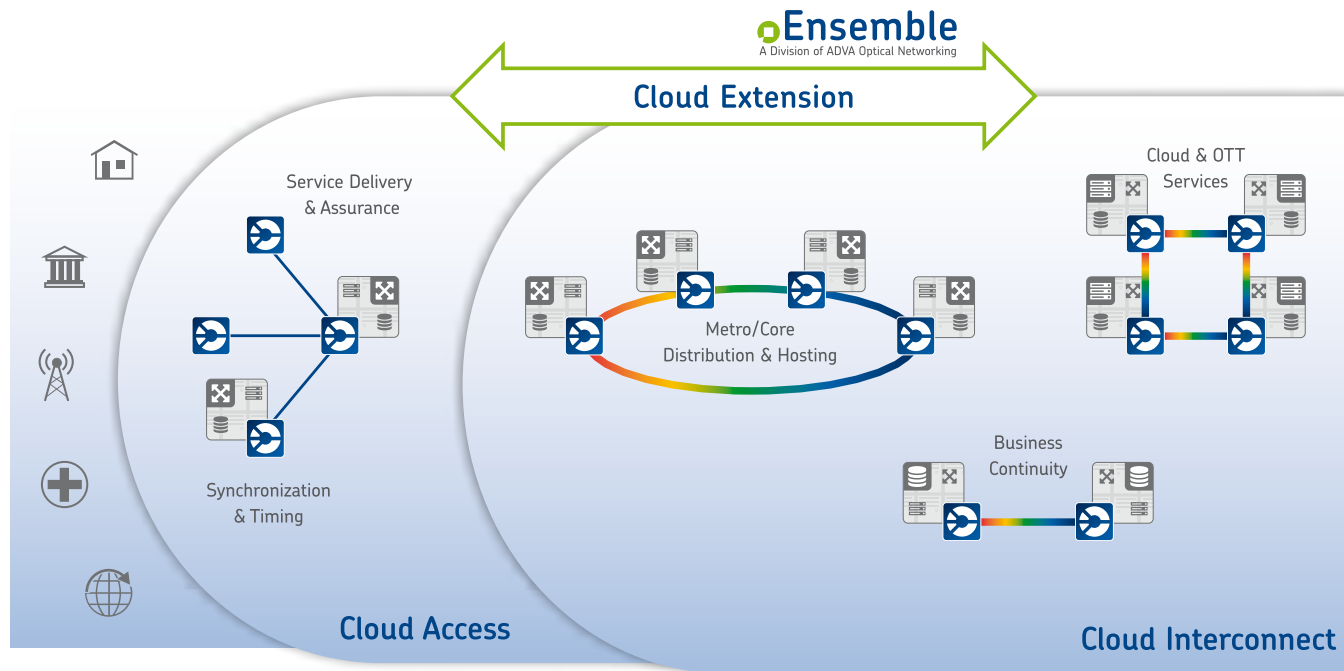 Ensemble
A Division of ADVA Optical Networking
Cloud Extension
Service Delivery
& Assurance
Synchronization
& Timing
Cloud Access
Metro/Core
Distribution & Hosting
Cloud & OTT
Services
Business
Continuity
Cloud Interconnect